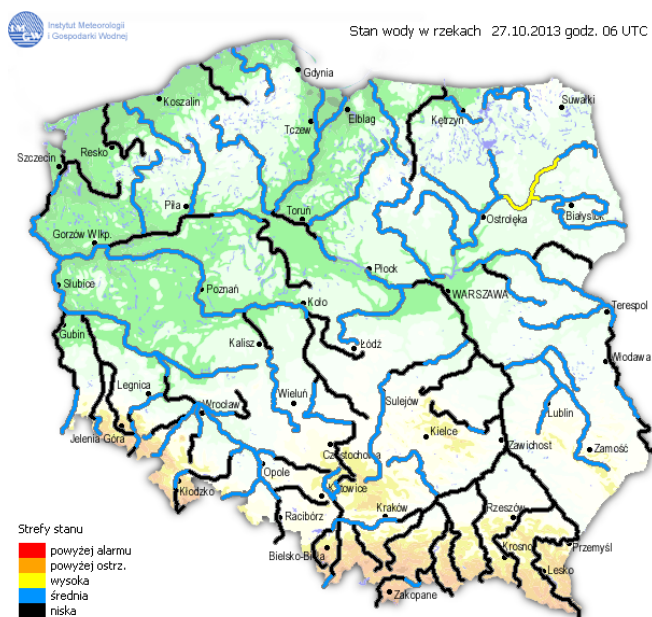 Instytut Meteorologii
i Gospodarki Wodnej
Stan wody w rzekach 27.10.2013 godz. 06 UTC
Gdynia
Koszalin
Suwałki
Elbląg
Kętrzyn
Tczew
Resko
Szczecin
Piła
Toruń
Ostrołęka
Białystok
Gorzów Wlkp.
Płock
Słubice
Poznań
WARSZAWA
Koło
Terespol
Gubin
Kalisz
Łódź
Włodawa
Legnica
Wieluń
Sulejów
Wrocław
Lublin
Jelenia Góra
Kielce
Zawichost
Zamość
Częstochowa
Opole
Kłodzko
Katowice
Racibórz
Kraków
Rzeszów
Bielsko-Biała
Krosno
Przemyśl
Lesko
Zakopane
Strefy stanu
powyżej alarmu
powyżej ostrz.
wysoka
średnia
niska